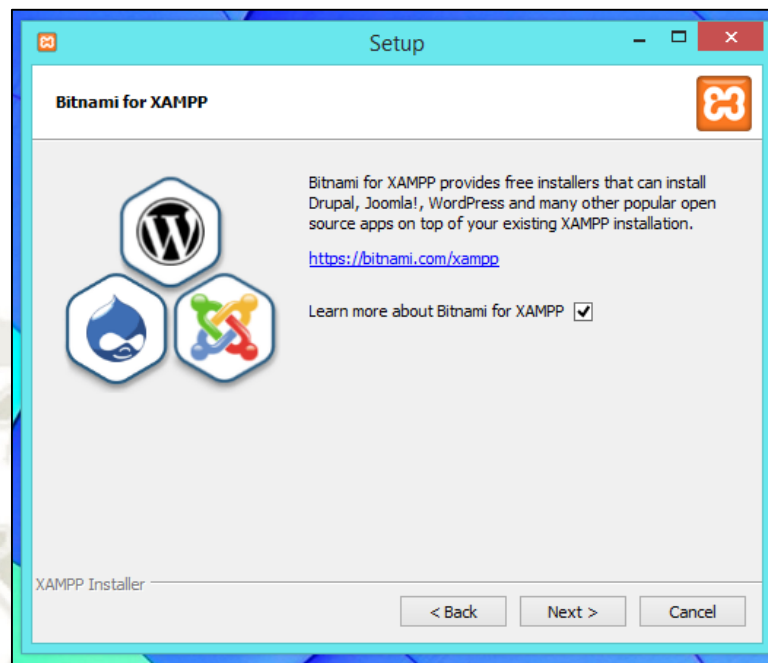 Setup
Bitnami for XAMPP
Bitnami for XAMPP provides free installers that can install
Drupal, Joomla!, WordPress and many other popular open
source apps on top of your existing XAMPP installation.
https://bitnami.com/xampp
Learn more about Bitnami for XAMPP
XAMPP Installer
< Back Next > Cancel